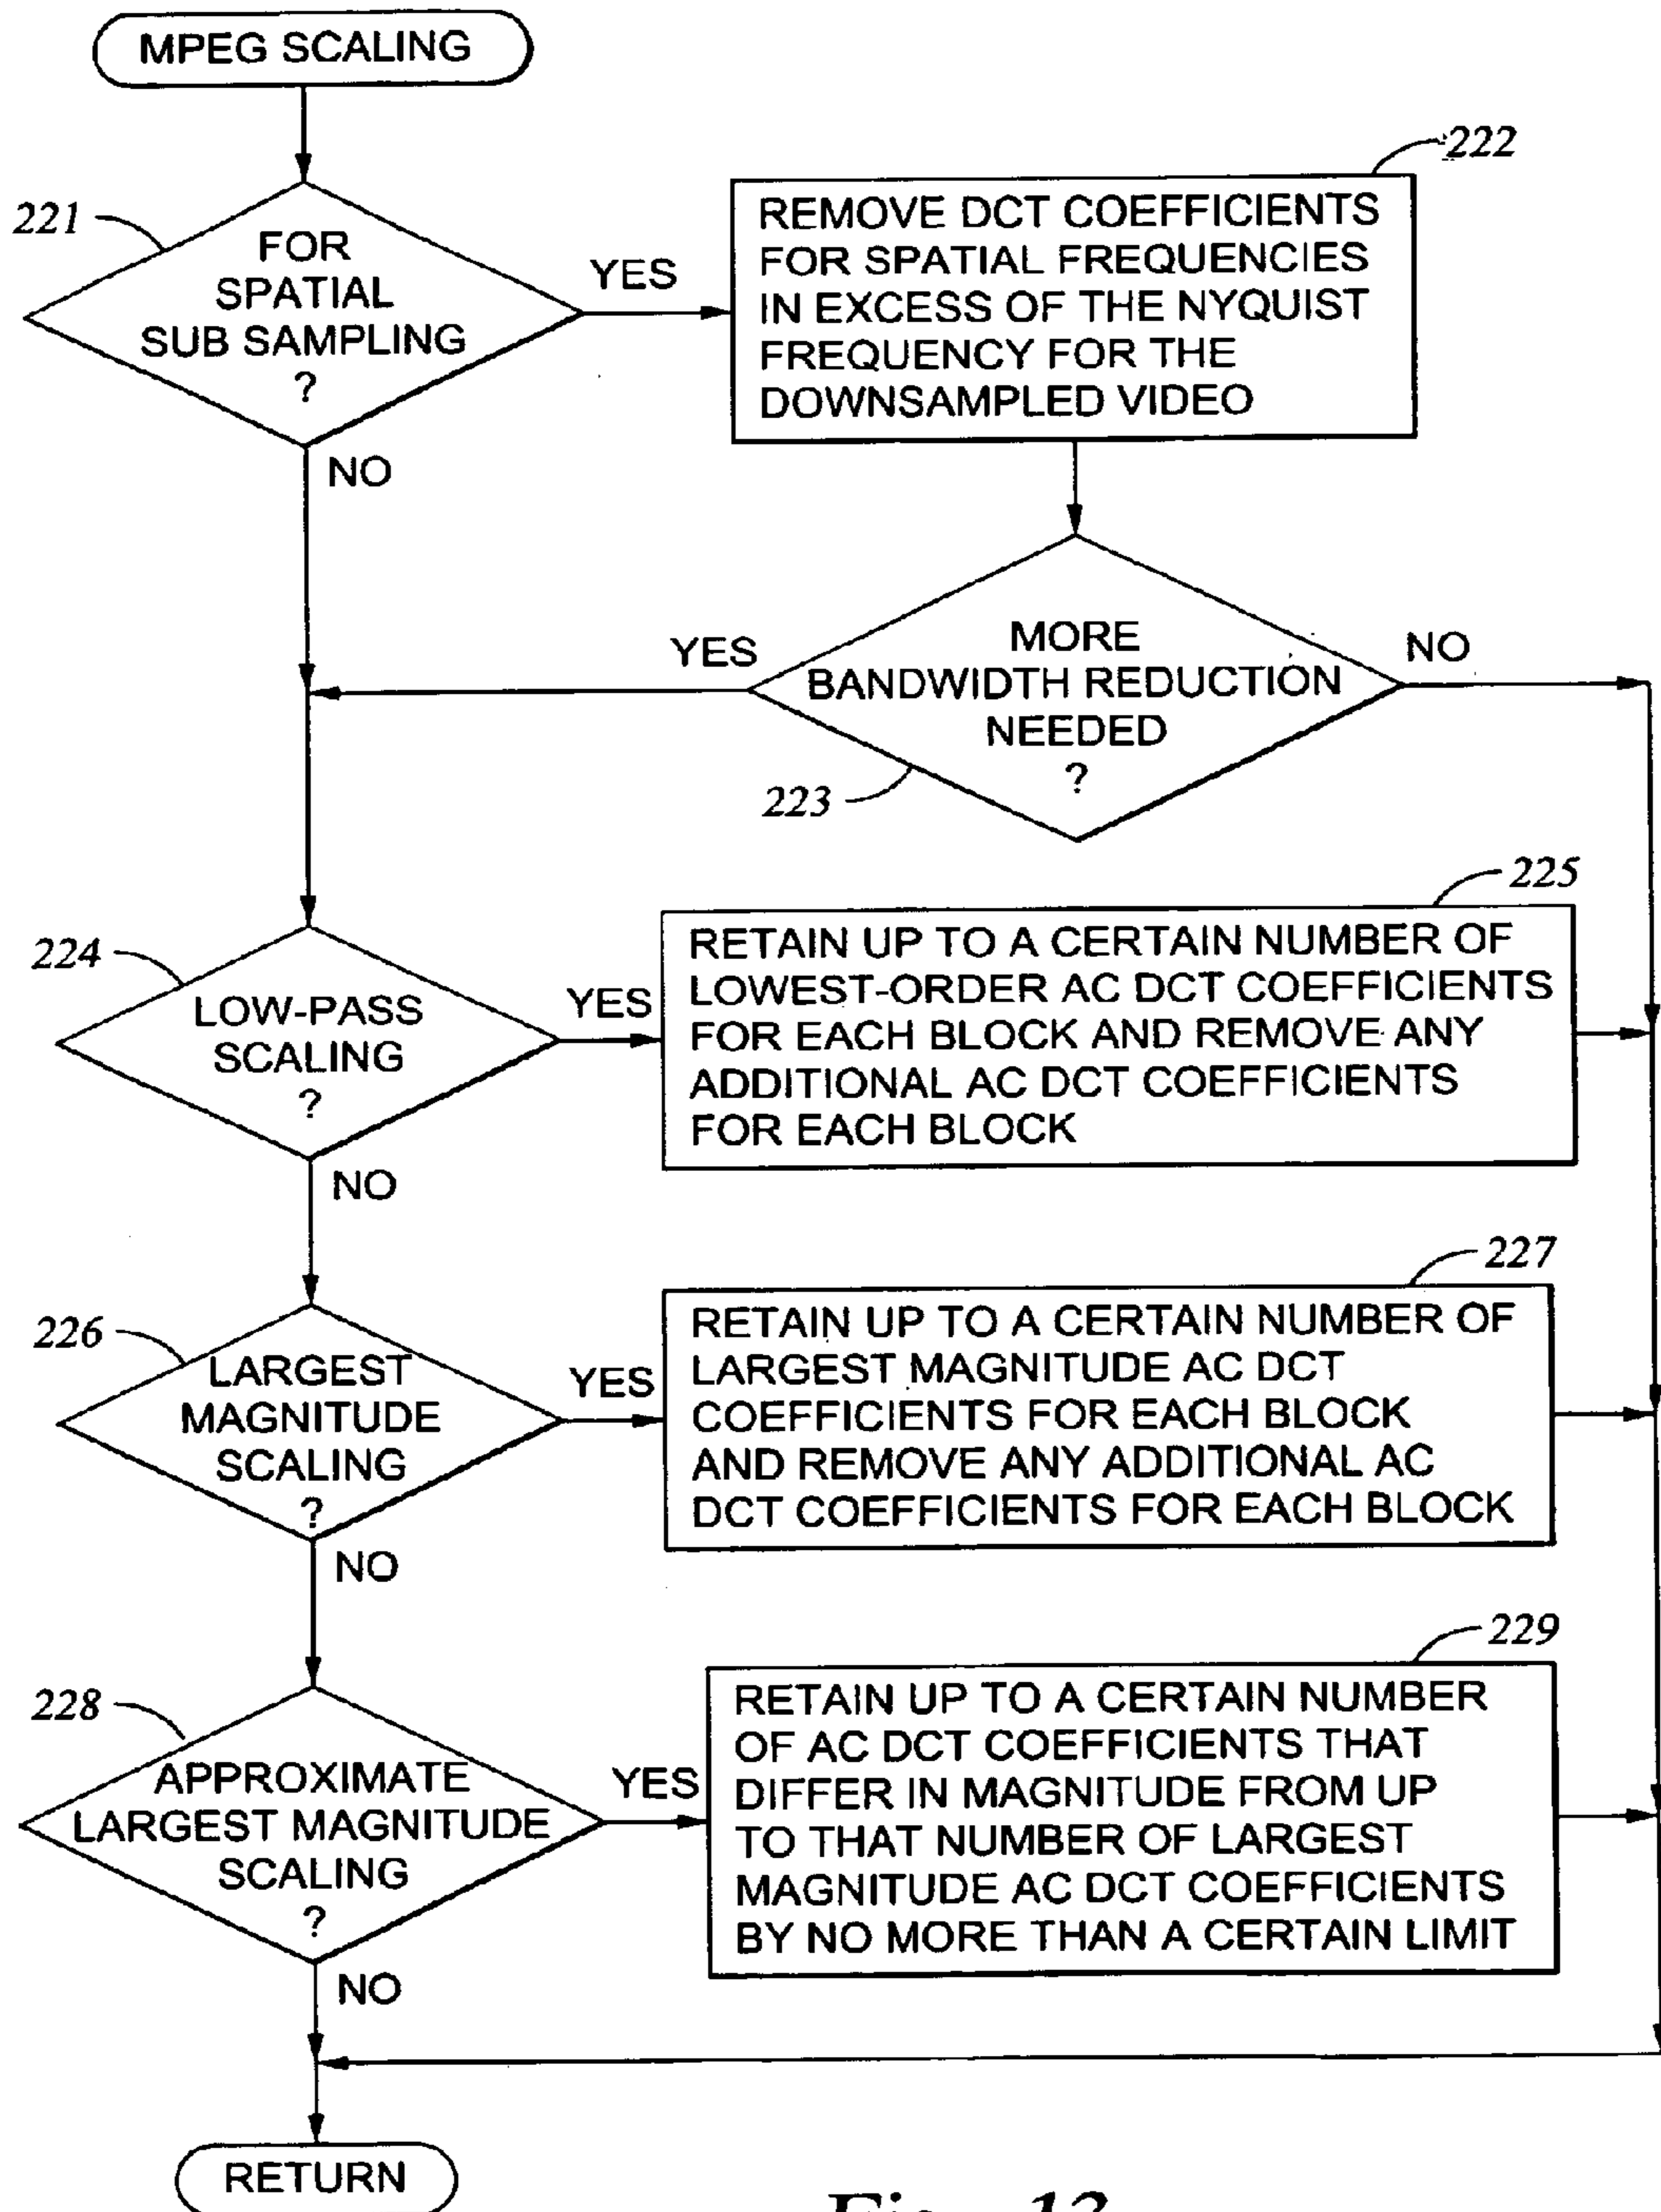 MPEG SCALING
222
221
FOR
SPATIAL
SUB SAMPLING
?
YES
REMOVE DCT COEFFICIENTS
FOR SPATIAL FREQUENCIES
IN EXCESS OF THE NYQUIST
FREQUENCY FOR THE
DOWNSAMPLED VIDEO
NO
YES
MORE
BANDWIDTH REDUCTION
NEEDED
?
NO
223
225
224
LOW-PASS
SCALING
?
YES
RETAIN UP TO A CERTAIN NUMBER OF
LOWEST-ORDER AC DCT COEFFICIENTS
FOR EACH BLOCK AND REMOVE ANY
ADDITIONAL AC DCT COEFFICIENTS
FOR EACH BLOCK
NO
227
226
LARGEST
MAGNITUDE
SCALING
?
YES
RETAIN UP TO A CERTAIN NUMBER OF
LARGEST MAGNITUDE AC DCT
COEFFICIENTS FOR EACH BLOCK
AND REMOVE ANY ADDITIONAL AC
DCT COEFFICIENTS FOR EACH BLOCK
NO
229
228
APPROXIMATE
LARGEST MAGNITUDE
SCALING
?
YES
RETAIN UP TO A CERTAIN NUMBER
OF AC DCT COEFFICIENTS THAT
DIFFER IN MAGNITUDE FROM UP
TO THAT NUMBER OF LARGEST
MAGNITUDE AC DCT COEFFICIENTS
BY NO MORE THAN A CERTAIN LIMIT
NO
RETURN